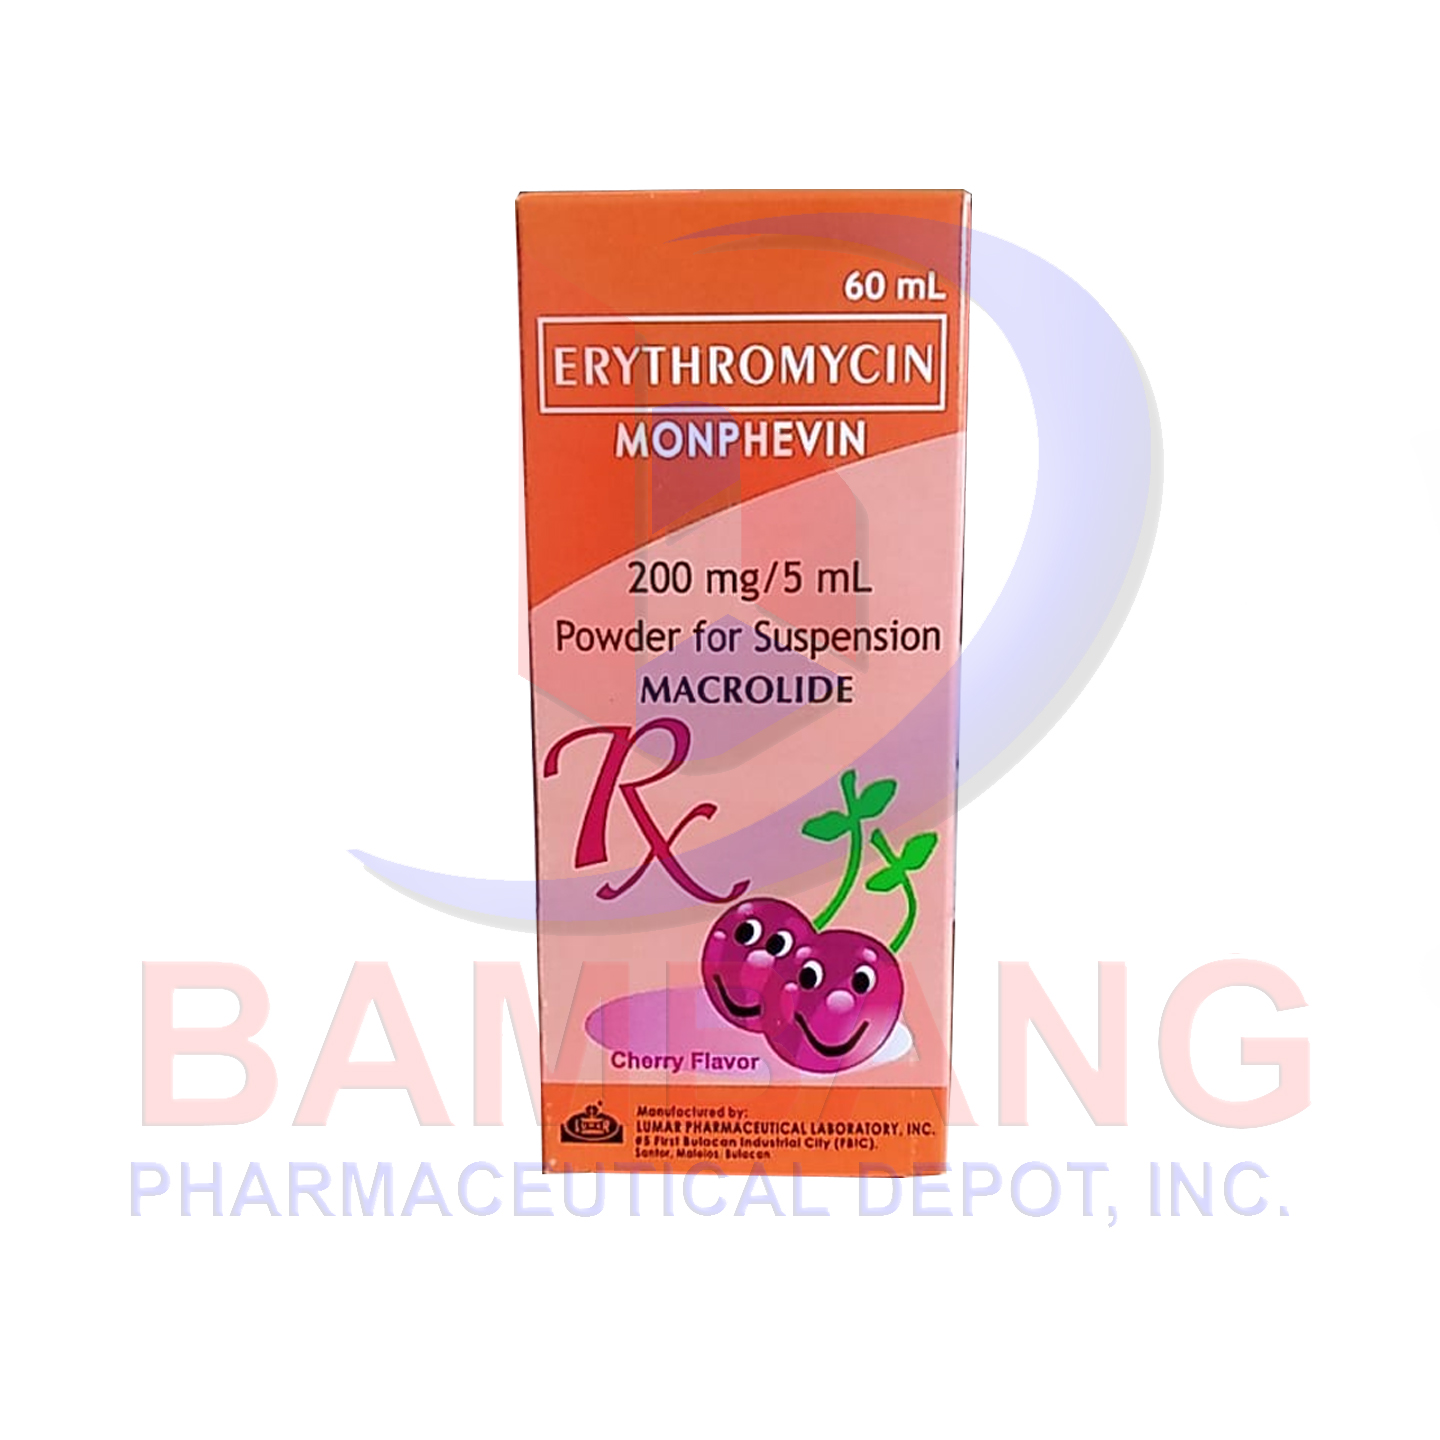 60 mL
ERYTHROMYCIN
MONPHEVIN
200 mg/5 mL
Powder for Suspension
MACROLIDE
Rx
Cherry Flavor
LUMAR
Manufactured by:
LUMAR PHARMACEUTICAL LABORATORY, INC.
#5 First Bulacan Industrial City (FBIC).
Santor, Malolos, Bulacan
BAMBANG
PHARMACEUTICAL DEPOT, INC.